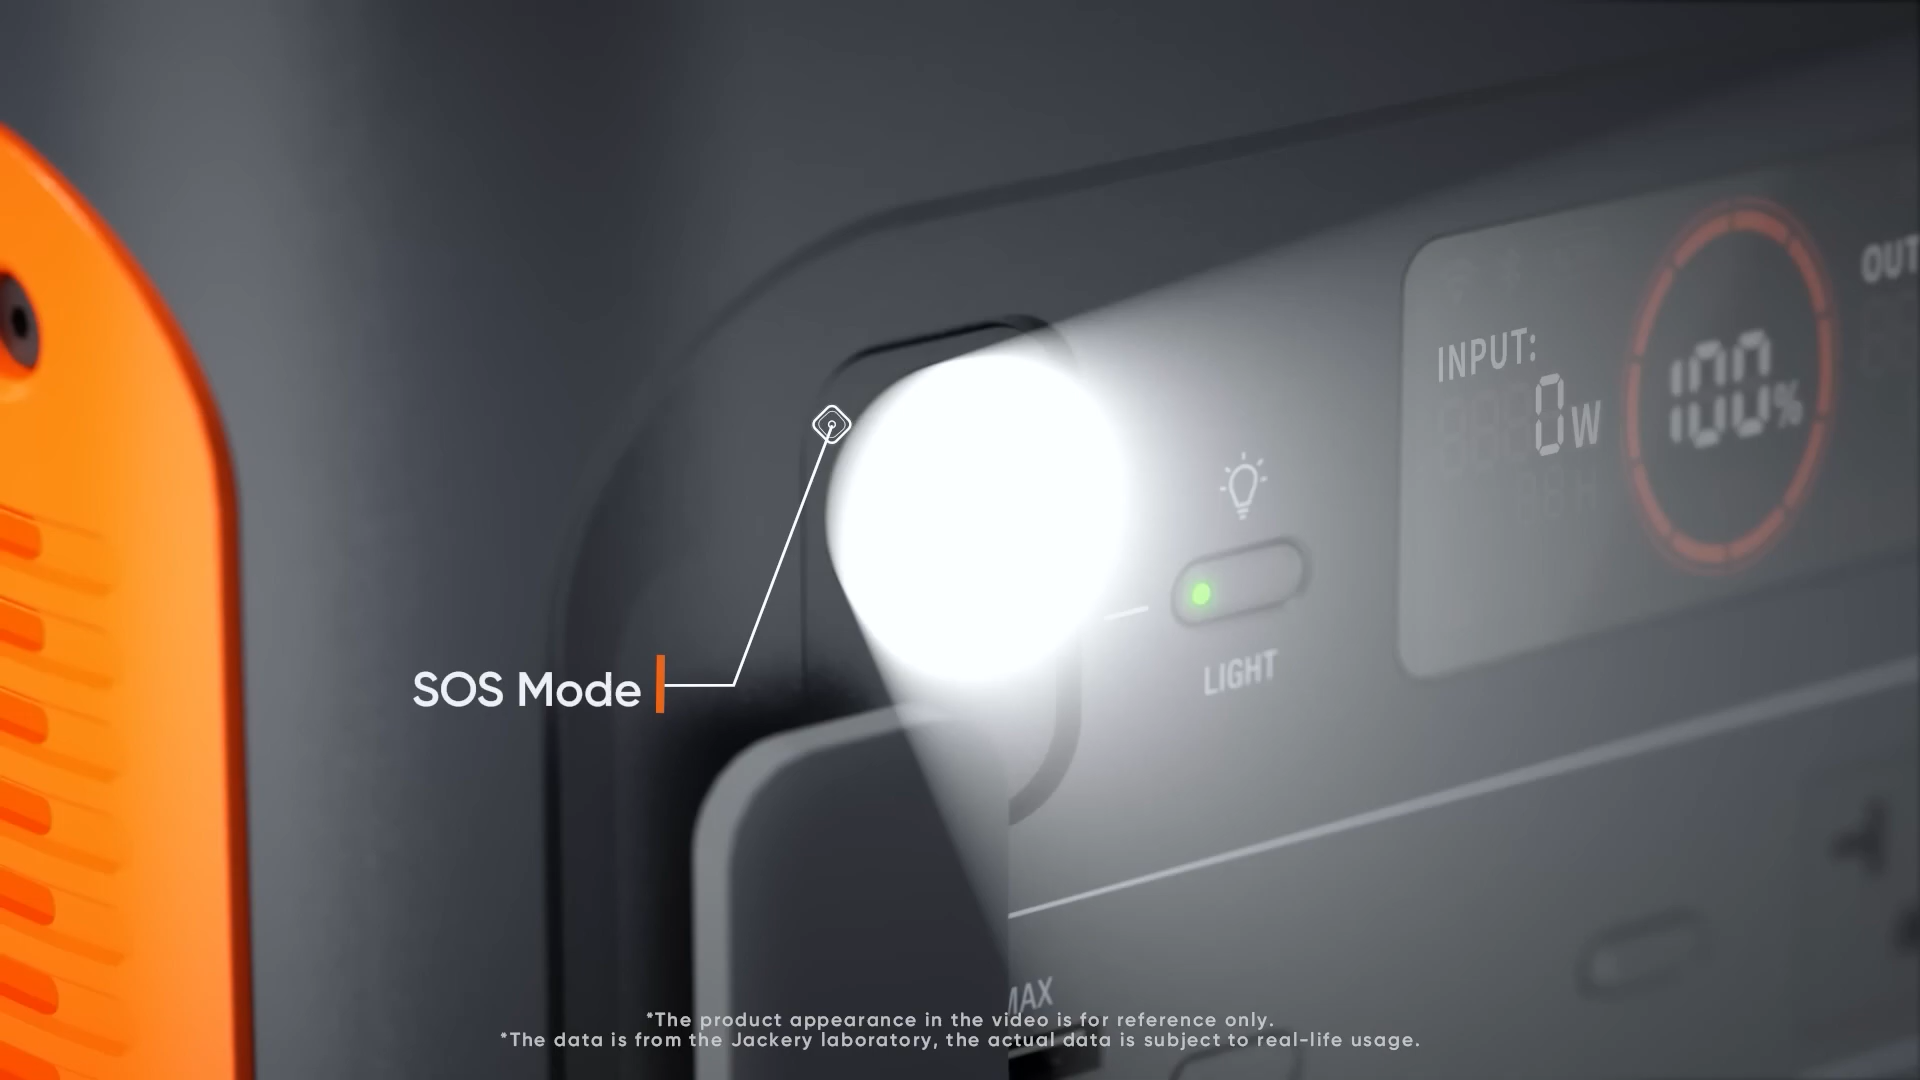 OUT
INPUT:
0W
100%
LIGHT
SOS Mode
MAX
*The product appearance in the video is for reference only.
*The data is from the Jackery laboratory, the actual data is subject to real-life usage.